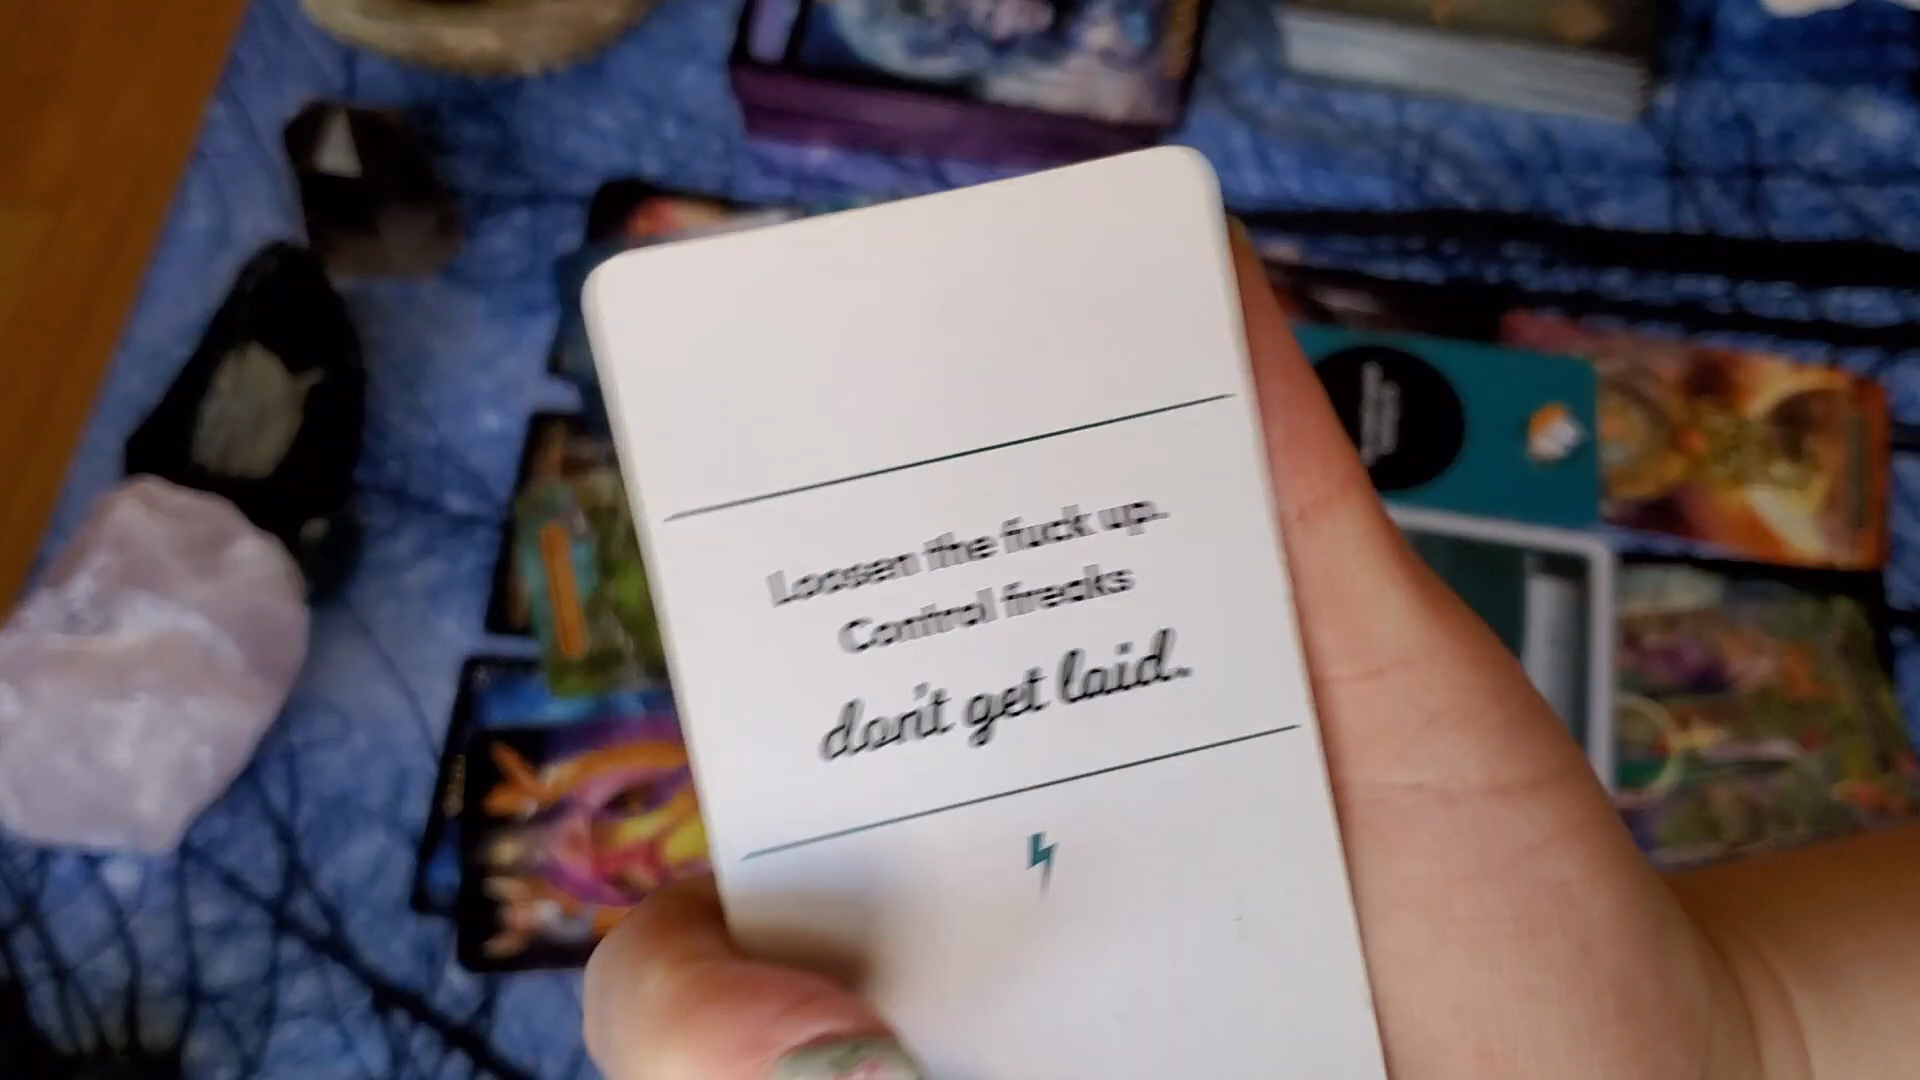 Loosen the fuck up.
Control freaks
don't get laid.